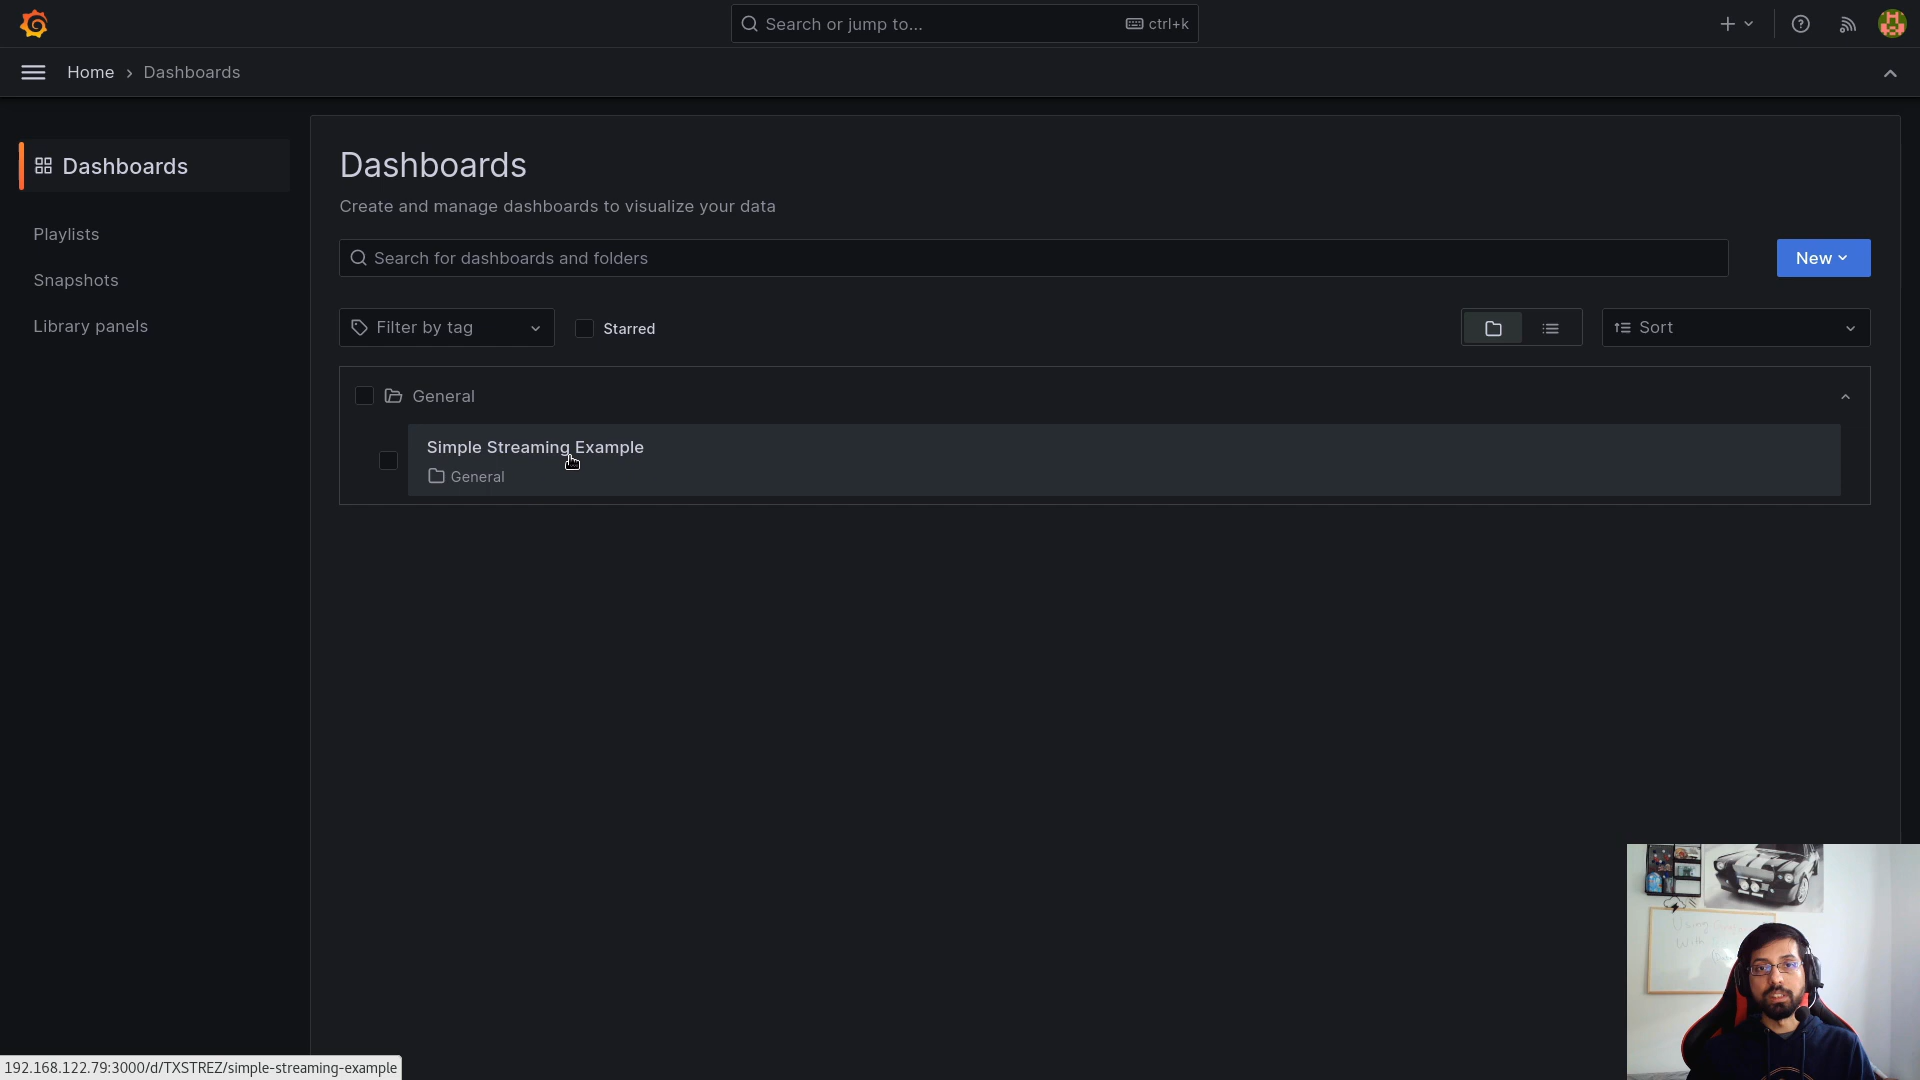 Search or jump to...
ctrl+k
Home > Dashboards
Dashboards
Playlists
Snapshots
Library panels
Dashboards
Create and manage dashboards to visualize your data
Search for dashboards and folders
New
Filter by tag
Starred
Sort
General
Simple Streaming Example
General
With
192.168.122.79:3000/d/TXSTREZ/simple-streaming-example